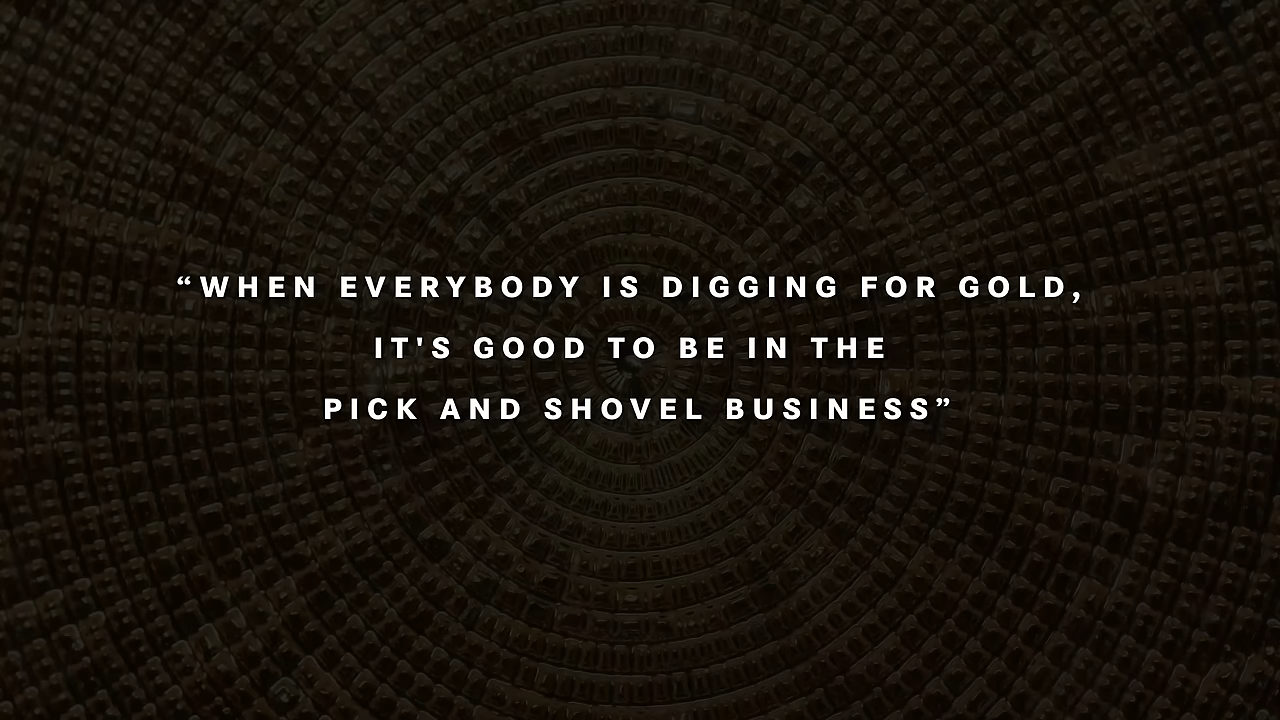 “WHEN EVERYBODY IS DIGGING FOR GOLD,
IT'S GOOD TO BE IN THE
PICK AND SHOVEL BUSINESS”